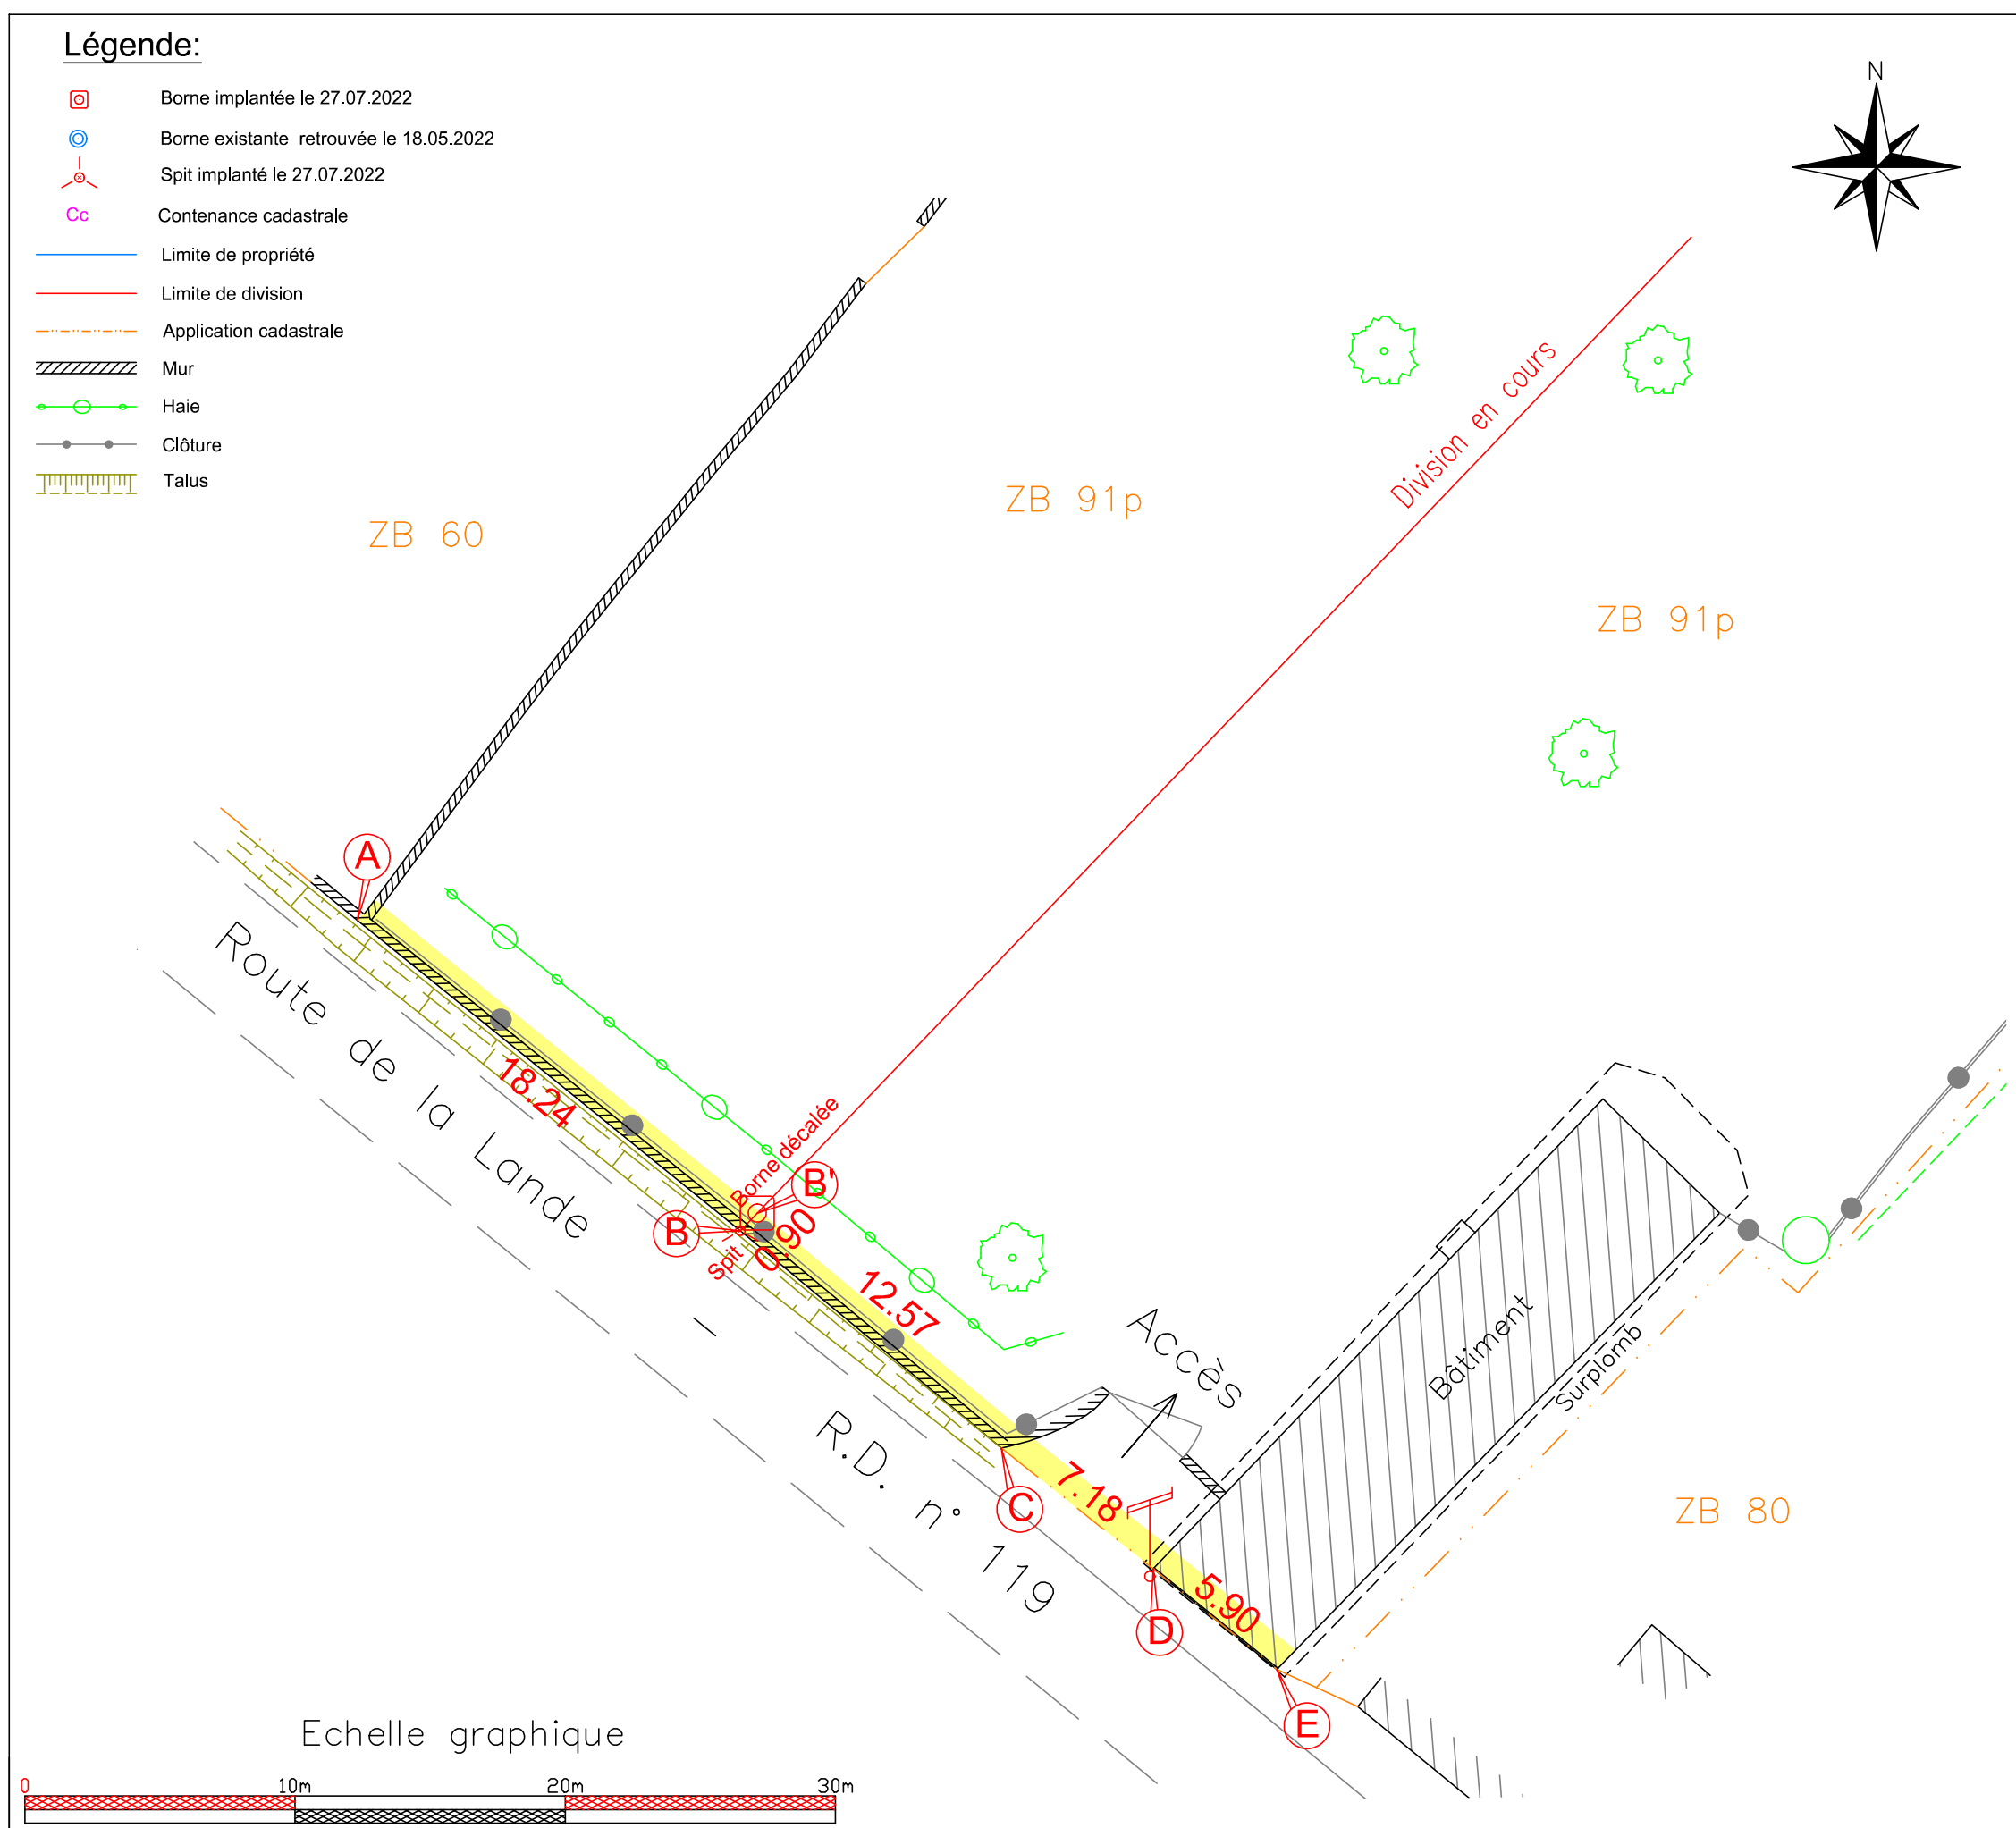 Légende:
Borne implantée le 27.07.2022
Borne existante retrouvée le 18.05.2022
Spit implanté le 27.07.2022
Cc Contenance cadastrale
Limite de propriété
Limite de division
Application cadastrale
Mur
Haie
Clôture
Talus
N
Division en cours
ZB 60
ZB 91p
ZB 91p
A
Route de la Lande
18.24
Borne décalée
B'
B
Spit
0.90
12.57
Accès
Bâtiment
Surplomb
R.D. n° 119
C
7.18
ZB 80
5.90
D
E
Echelle graphique
0 10m 20m 30m